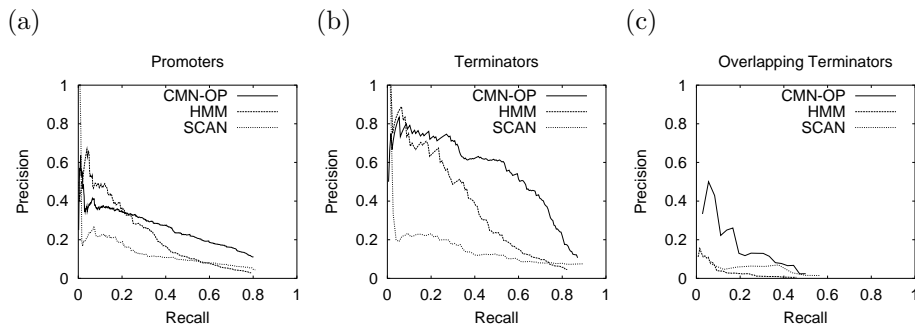 (a)
Promoters
1
0.8
0.6
0.4
0.2
0
0 0.2 0.4 0.6 0.8 1
Precision
Recall
CMN-OP
HMM
SCAN
(b)
Terminators
1
0.8
0.6
0.4
0.2
0
0 0.2 0.4 0.6 0.8 1
Precision
Recall
CMN-OP
HMM
SCAN
(c)
Overlapping Terminators
1
0.8
0.6
0.4
0.2
0
0 0.2 0.4 0.6 0.8 1
Precision
Recall
CMN-OP
HMM
SCAN